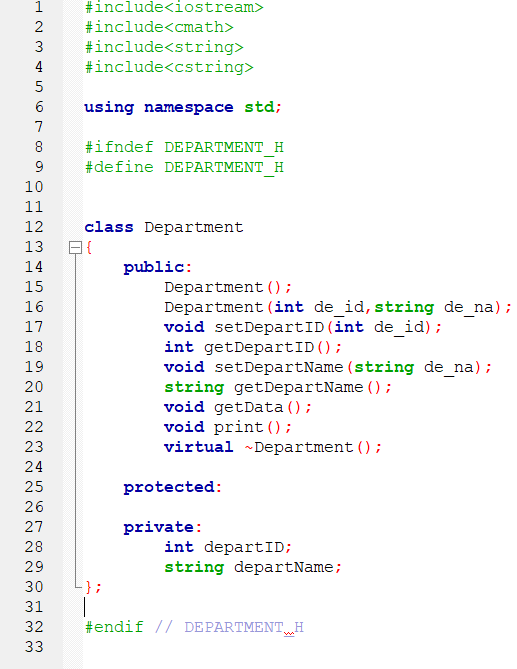 1 #include<iostream>
2 #include<cmath>
3 #include<string>
4 #include<cstring>
5
6 using namespace std;
7
8 #ifndef DEPARTMENT_H
9 #define DEPARTMENT_H
10
11
12 class Department
13 {
14     public:
15         Department();
16         Department(int de_id,string de_na);
17         void setDepartID(int de_id);
18         int getDepartID();
19         void setDepartName(string de_na);
20         string getDepartName();
21         void getData();
22         void print();
23         virtual ~Department();
24
25     protected:
26
27     private:
28         int departID;
29         string departName;
30 };
31
32 #endif // DEPARTMENT_H
33